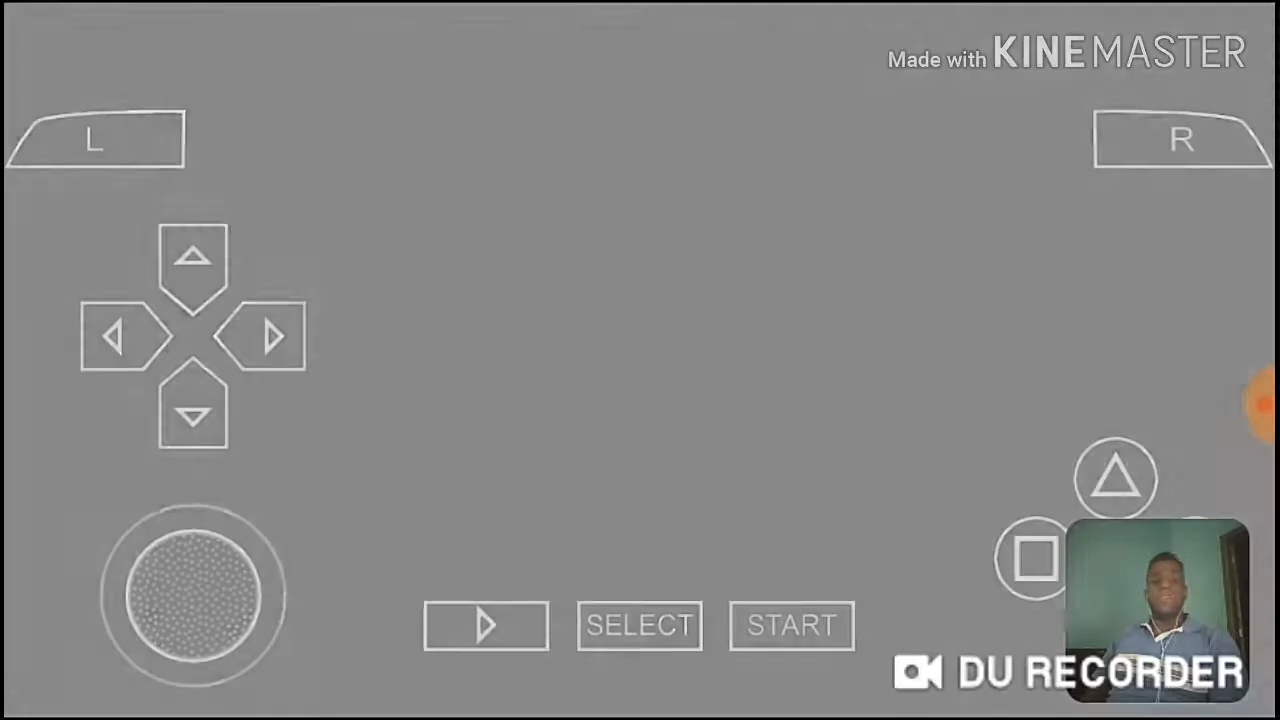 Made with KINEMASTER
L
R
SELECT
START
DU RECORDER